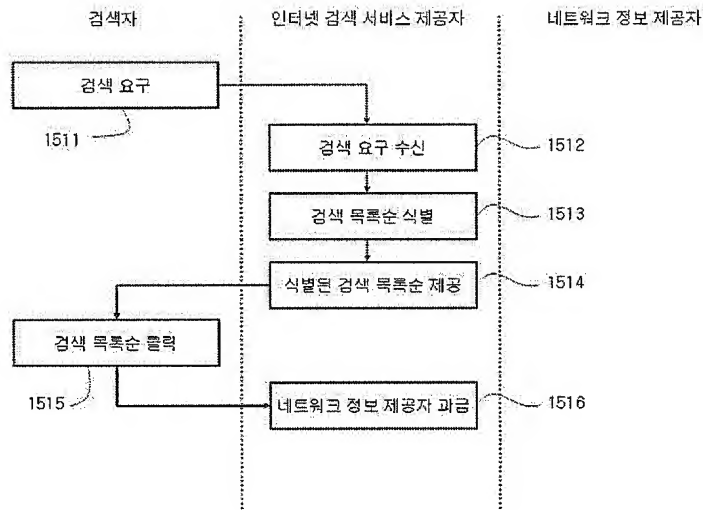 검색자
인터넷 검색 서비스 제공자
네트워크 정보 제공자
검색 요구
1511
검색 요구 수신
1512
검색 목록순 식별
1513
식별된 검색 목록순 제공
1514
검색 목록순 클릭
1515
네트워크 정보 제공자 과금
1516